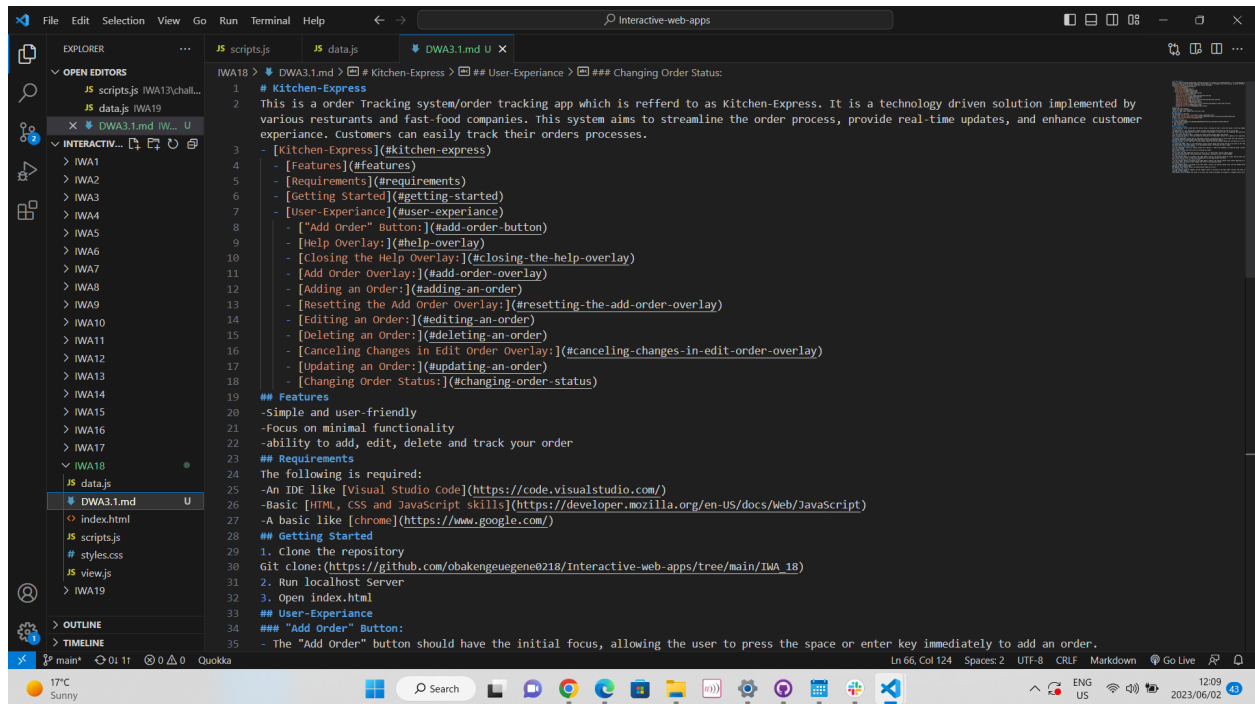 File Edit Selection View Go Run Terminal Help
Interactive-web-apps
EXPLORER
JS scripts.js
JS data.js
DWA3.1.md U
OPEN EDITORS
JS scripts.js IWA13\chall...
JS data.js IWA19
DWA3.1.md IW... U
INTERACTIV...
IWA1
IWA2
IWA3
IWA4
IWA5
IWA6
IWA7
IWA8
IWA9
IWA10
IWA11
IWA12
IWA13
IWA14
IWA15
IWA16
IWA17
IWA18
JS data.js
DWA3.1.md U
index.html
JS scripts.js
# styles.css
JS view.js
IWA19
OUTLINE
TIMELINE
2
1
IWA18 > DWA3.1.md > # Kitchen-Express > ## User-Experiance > ### Changing Order Status:
1 # Kitchen-Express
2 This is a order Tracking system/order tracking app which is refferd to as Kitchen-Express. It is a technology driven solution implemented by
various resturants and fast-food companies. This system aims to streamline the order process, provide real-time updates, and enhance customer
experiance. Customers can easily track their orders processes.
3 - [Kitchen-Express](#kitchen-express)
4 - [Features](#features)
5 - [Requirements](#requirements)
6 - [Getting Started](#getting-started)
7 - [User-Experiance](#user-experiance)
8 - ["Add Order" Button:](#add-order-button)
9 - [Help Overlay:](#help-overlay)
10 - [Closing the Help Overlay:](#closing-the-help-overlay)
11 - [Add Order Overlay:](#add-order-overlay)
12 - [Adding an Order:](#adding-an-order)
13 - [Resetting the Add Order Overlay:](#resetting-the-add-order-overlay)
14 - [Editing an Order:](#editing-an-order)
15 - [Deleting an Order:](#deleting-an-order)
16 - [Canceling Changes in Edit Order Overlay:](#canceling-changes-in-edit-order-overlay)
17 - [Updating an Order:](#updating-an-order)
18 - [Changing Order Status:](#changing-order-status)
19 ## Features
20 -Simple and user-friendly
21 -Focus on minimal functionality
22 -ability to add, edit, delete and track your order
23 ## Requirements
24 The following is required:
25 -An IDE like [Visual Studio Code](https://code.visualstudio.com/)
26 -Basic [HTML, CSS and JavaScript skills](https://developer.mozilla.org/en-US/docs/Web/JavaScript)
27 -A basic like [chrome](https://www.google.com/)
28 ## Getting Started
29 1. Clone the repository
30 Git clone:(https://github.com/obakengeuegene0218/Interactive-web-apps/tree/main/IWA_18)
31 2. Run localhost Server
32 3. Open index.html
33 ## User-Experiance
34 ### "Add Order" Button:
35 - The "Add Order" button should have the initial focus, allowing the user to press the space or enter key immediately to add an order.
main* 0↓ 1↑ 0 0 Quokka
Ln 66, Col 124 Spaces: 2 UTF-8 CRLF Markdown Go Live
17°C
Sunny
Search
ENG
US
12:09
2023/06/02
43